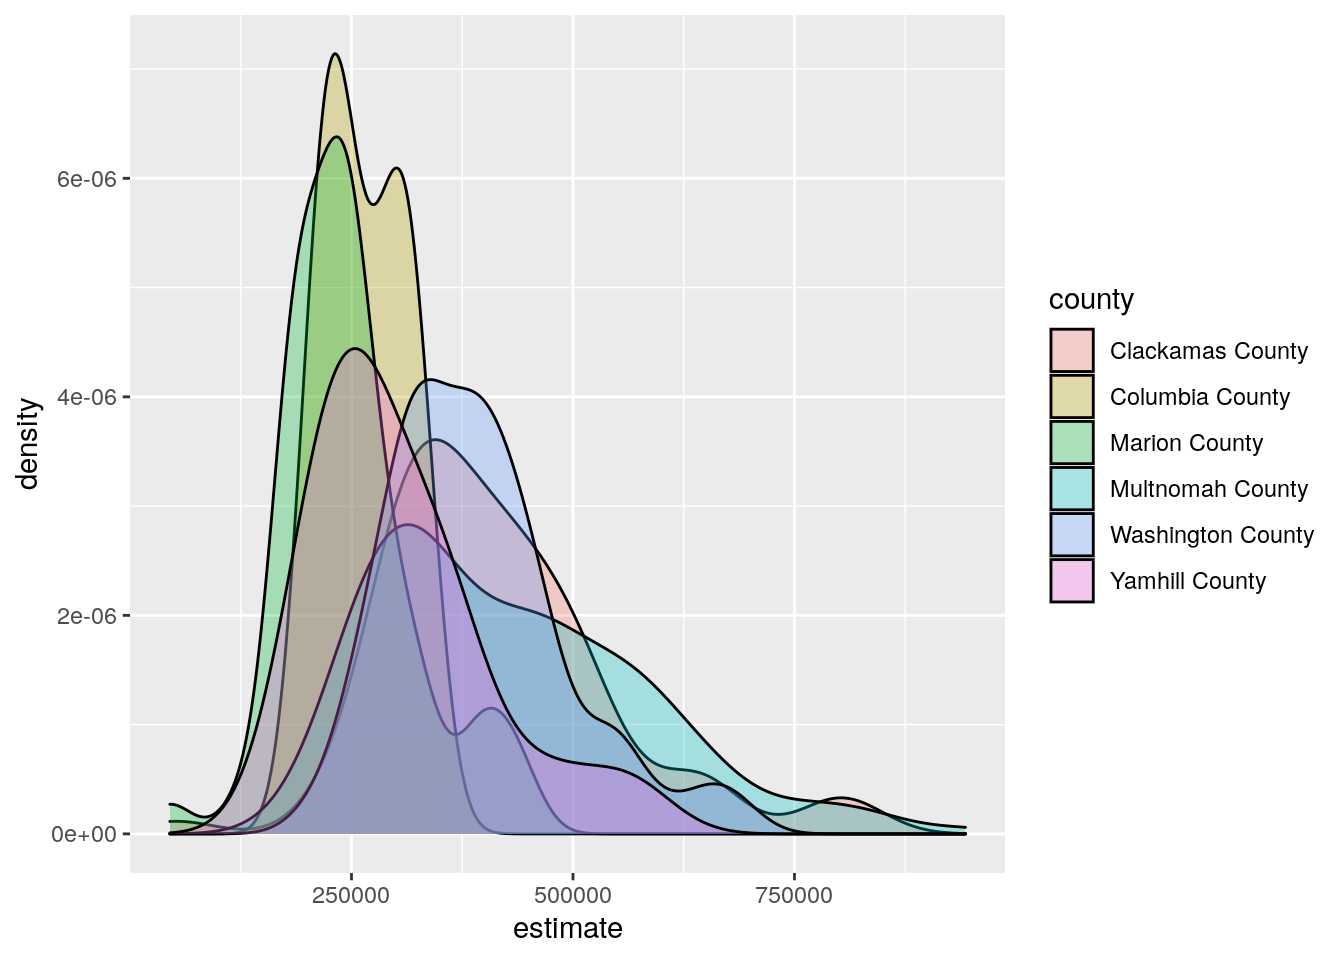 density
6e-06
4e-06
2e-06
0e+00
250000 500000 750000
estimate
county
Clackamas County
Columbia County
Marion County
Multnomah County
Washington County
Yamhill County